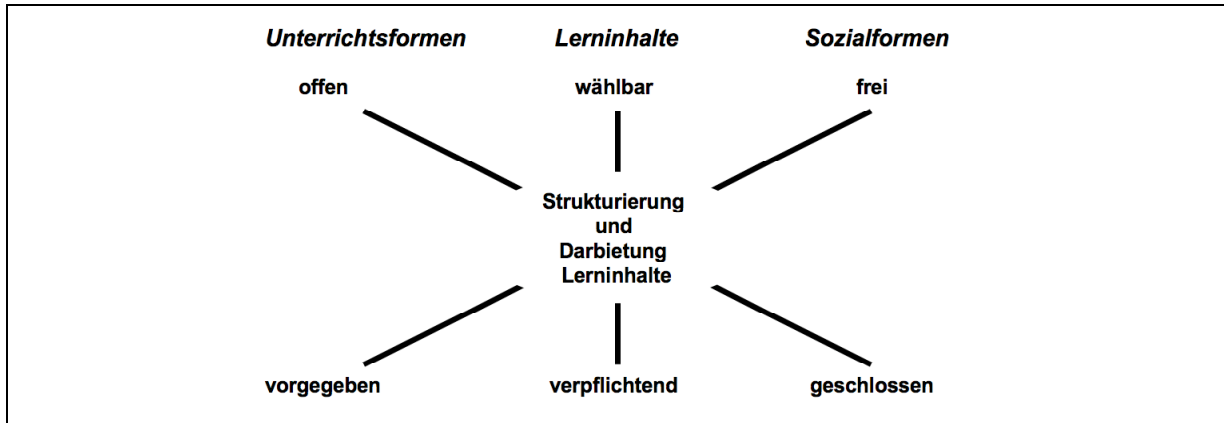 Unterrichtsformen Lerninhalte Sozialformen
offen wählbar frei
Strukturierung
und
Darbietung
Lerninhalte
vorgegeben verpflichtend geschlossen